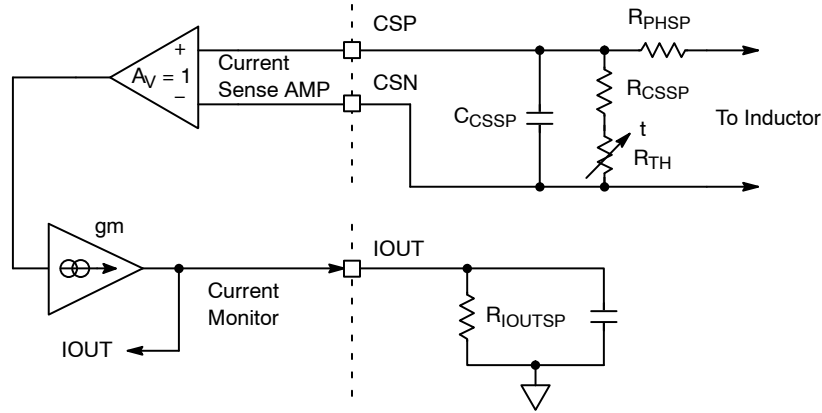 CSP
R_PHSP
+
A_V = 1
−
Current
Sense AMP
CSN
C_CSSP
R_CSSP
t
R_TH
To Inductor
gm
IOUT
Current
Monitor
R_IOUTSP
IOUT